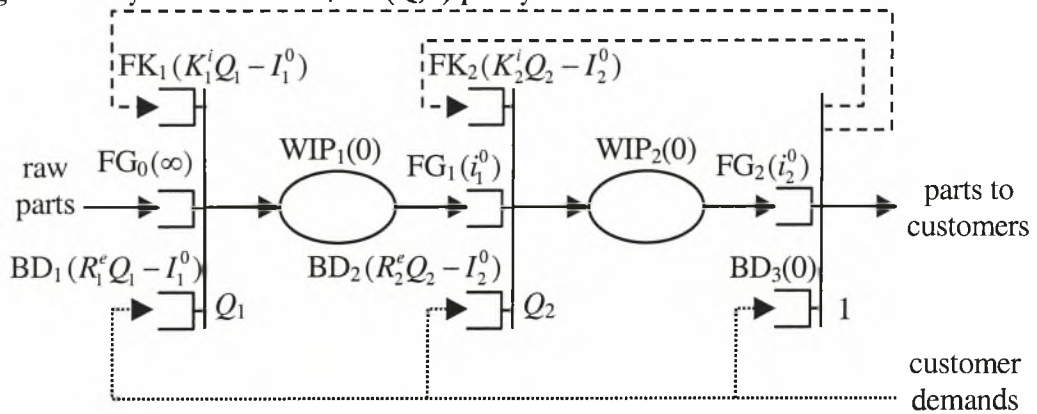 FK₁(K₁ⁱQ₁ – I₁⁰)
FK₂(K₂ⁱQ₂ – I₂⁰)
raw
parts
FG₀(∞)
WIP₁(0)
FG₁(i₁⁰)
WIP₂(0)
FG₂(i₂⁰)
parts to
customers
BD₁(R₁ᵉQ₁ – I₁⁰)
Q₁
BD₂(R₂ᵉQ₂ – I₂⁰)
Q₂
BD₃(0)
1
customer
demands